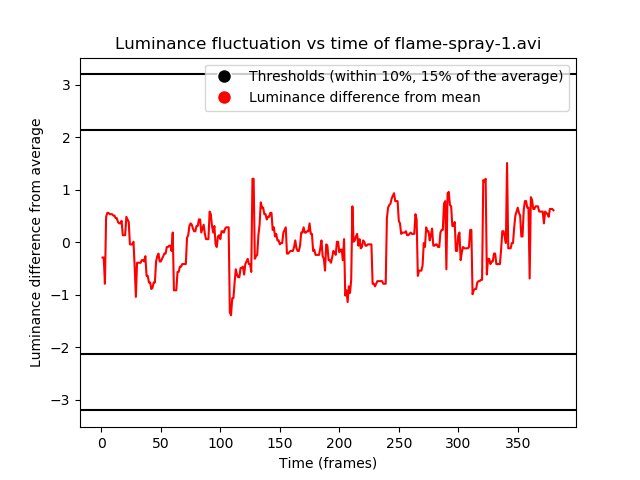 Luminance fluctuation vs time of flame-spray-1.avi
Thresholds (within 10%, 15% of the average)
Luminance difference from mean
Luminance difference from average
3
2
1
0
−1
−2
−3
0 50 100 150 200 250 300 350
Time (frames)